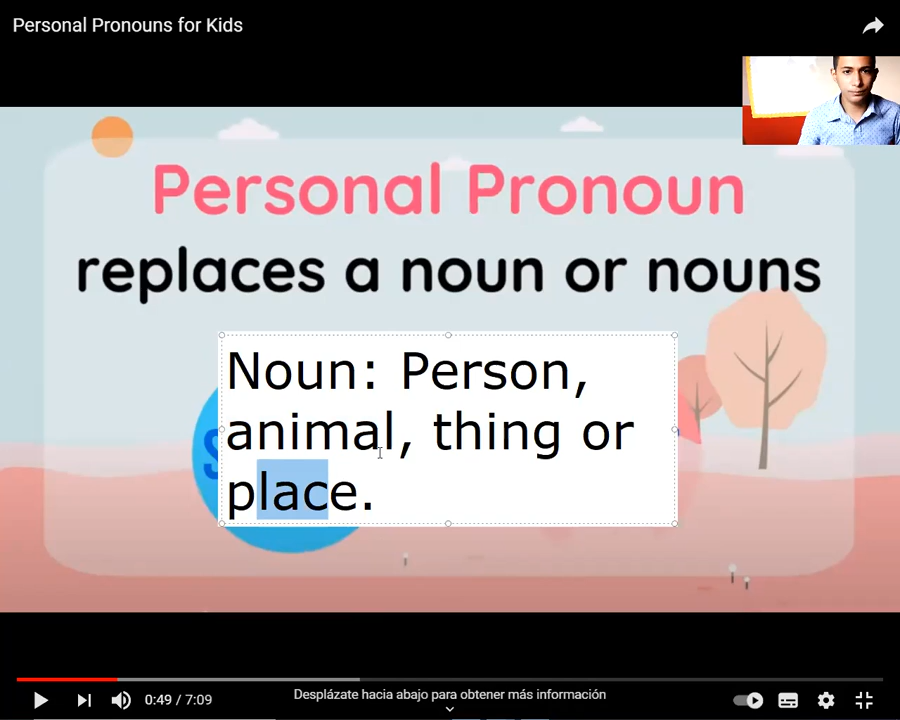 Personal Pronouns for Kids
Personal Pronoun
replaces a noun or nouns
Noun: Person,
animal, thing or
place.
0:49 / 7:09
Desplázate hacia abajo para obtener más información